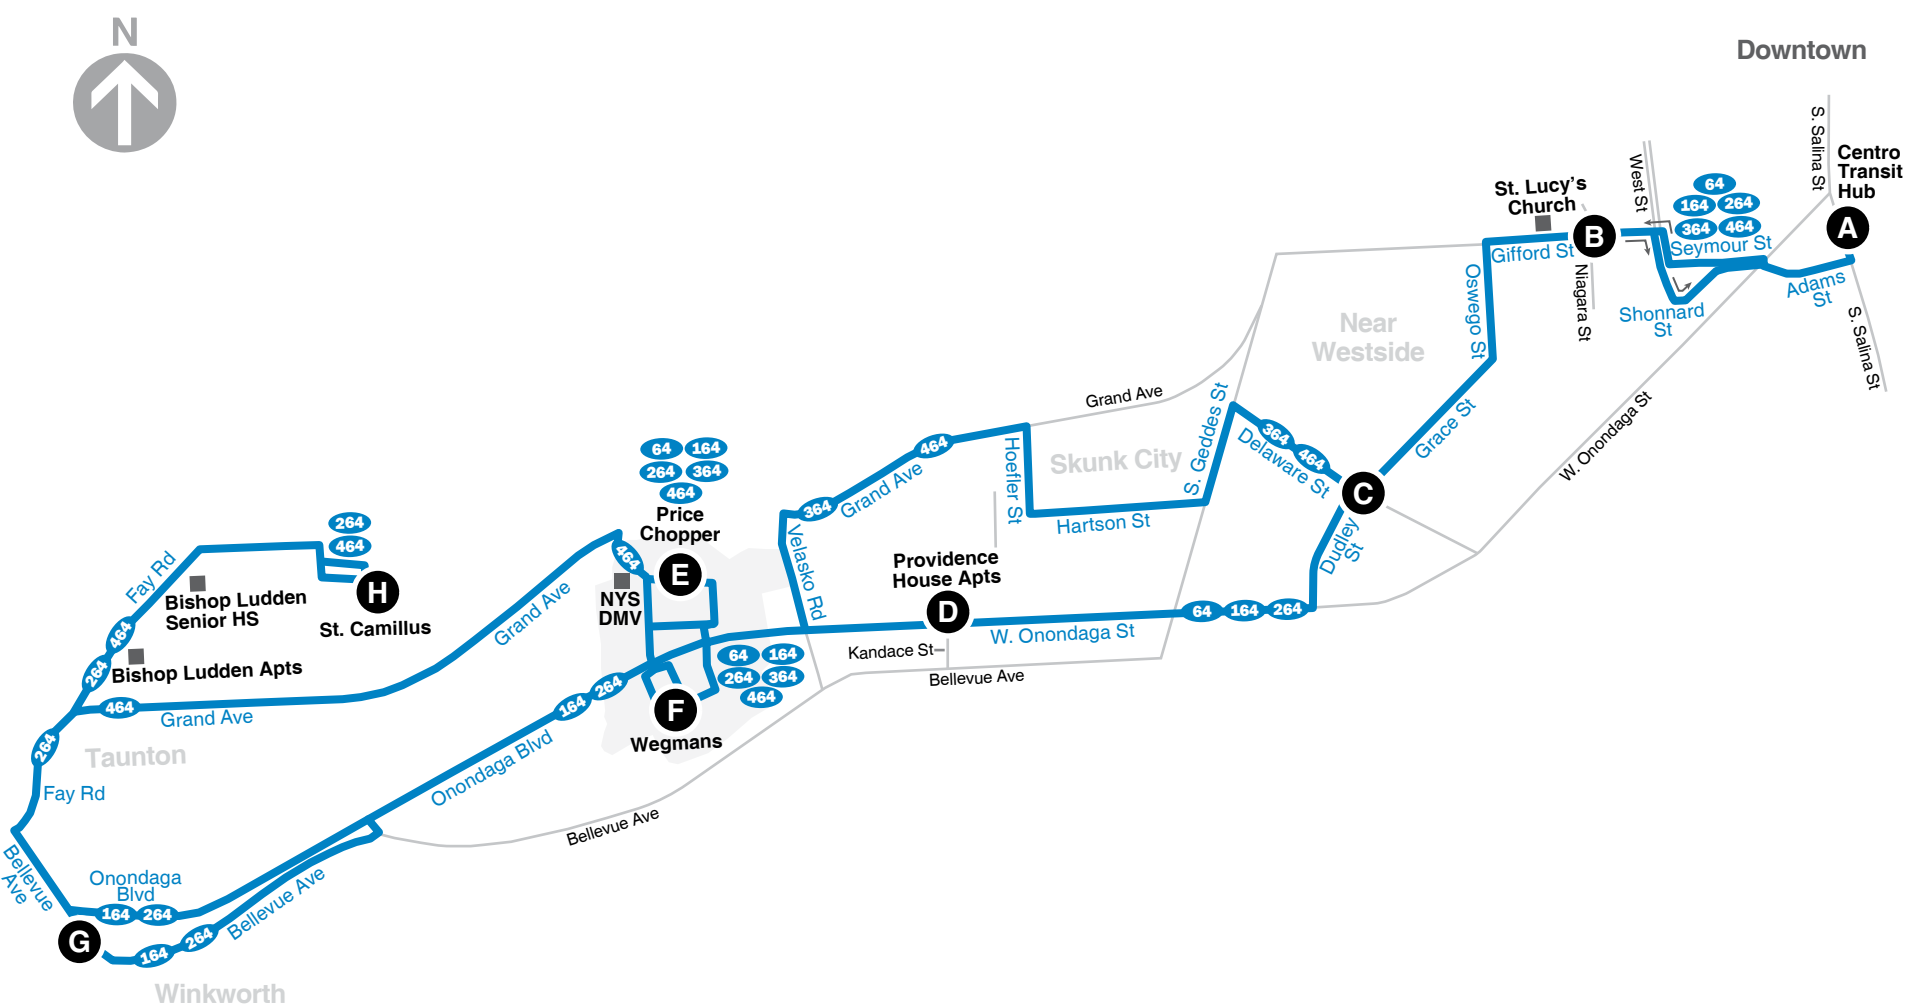 N
Downtown
S. Salina St
Centro
Transit
Hub
A
West St
64
164 264
364 464
Seymour St
St. Lucy's
Church
B
Gifford St
Niagara St
Shonnard
St
Adams
St
S. Salina St
Oswego St
Near
Westside
Grace St
W. Onondaga St
Grand Ave
S. Geddes St
364
464
Delaware St
C
Dudley
St
Skunk City
Hoefler St
Hartson St
464
364
Grand Ave
Velasko Rd
Providence
House Apts
D
W. Onondaga St
64 164 264
Kandace St
Bellevue Ave
64 164
264 364
464
Price
Chopper
E
464
NYS
DMV
Grand Ave
64 164
264 364
464
F
Wegmans
264
164
Onondaga Blvd
Bellevue Ave
264
464
H
St. Camillus
Fay Rd
Bishop Ludden
Senior HS
464
264
Bishop Ludden Apts
464
Grand Ave
264
Taunton
Fay Rd
Bellevue
Ave
Onondaga
Blvd
164 264
G
164
264
Bellevue Ave
Winkworth